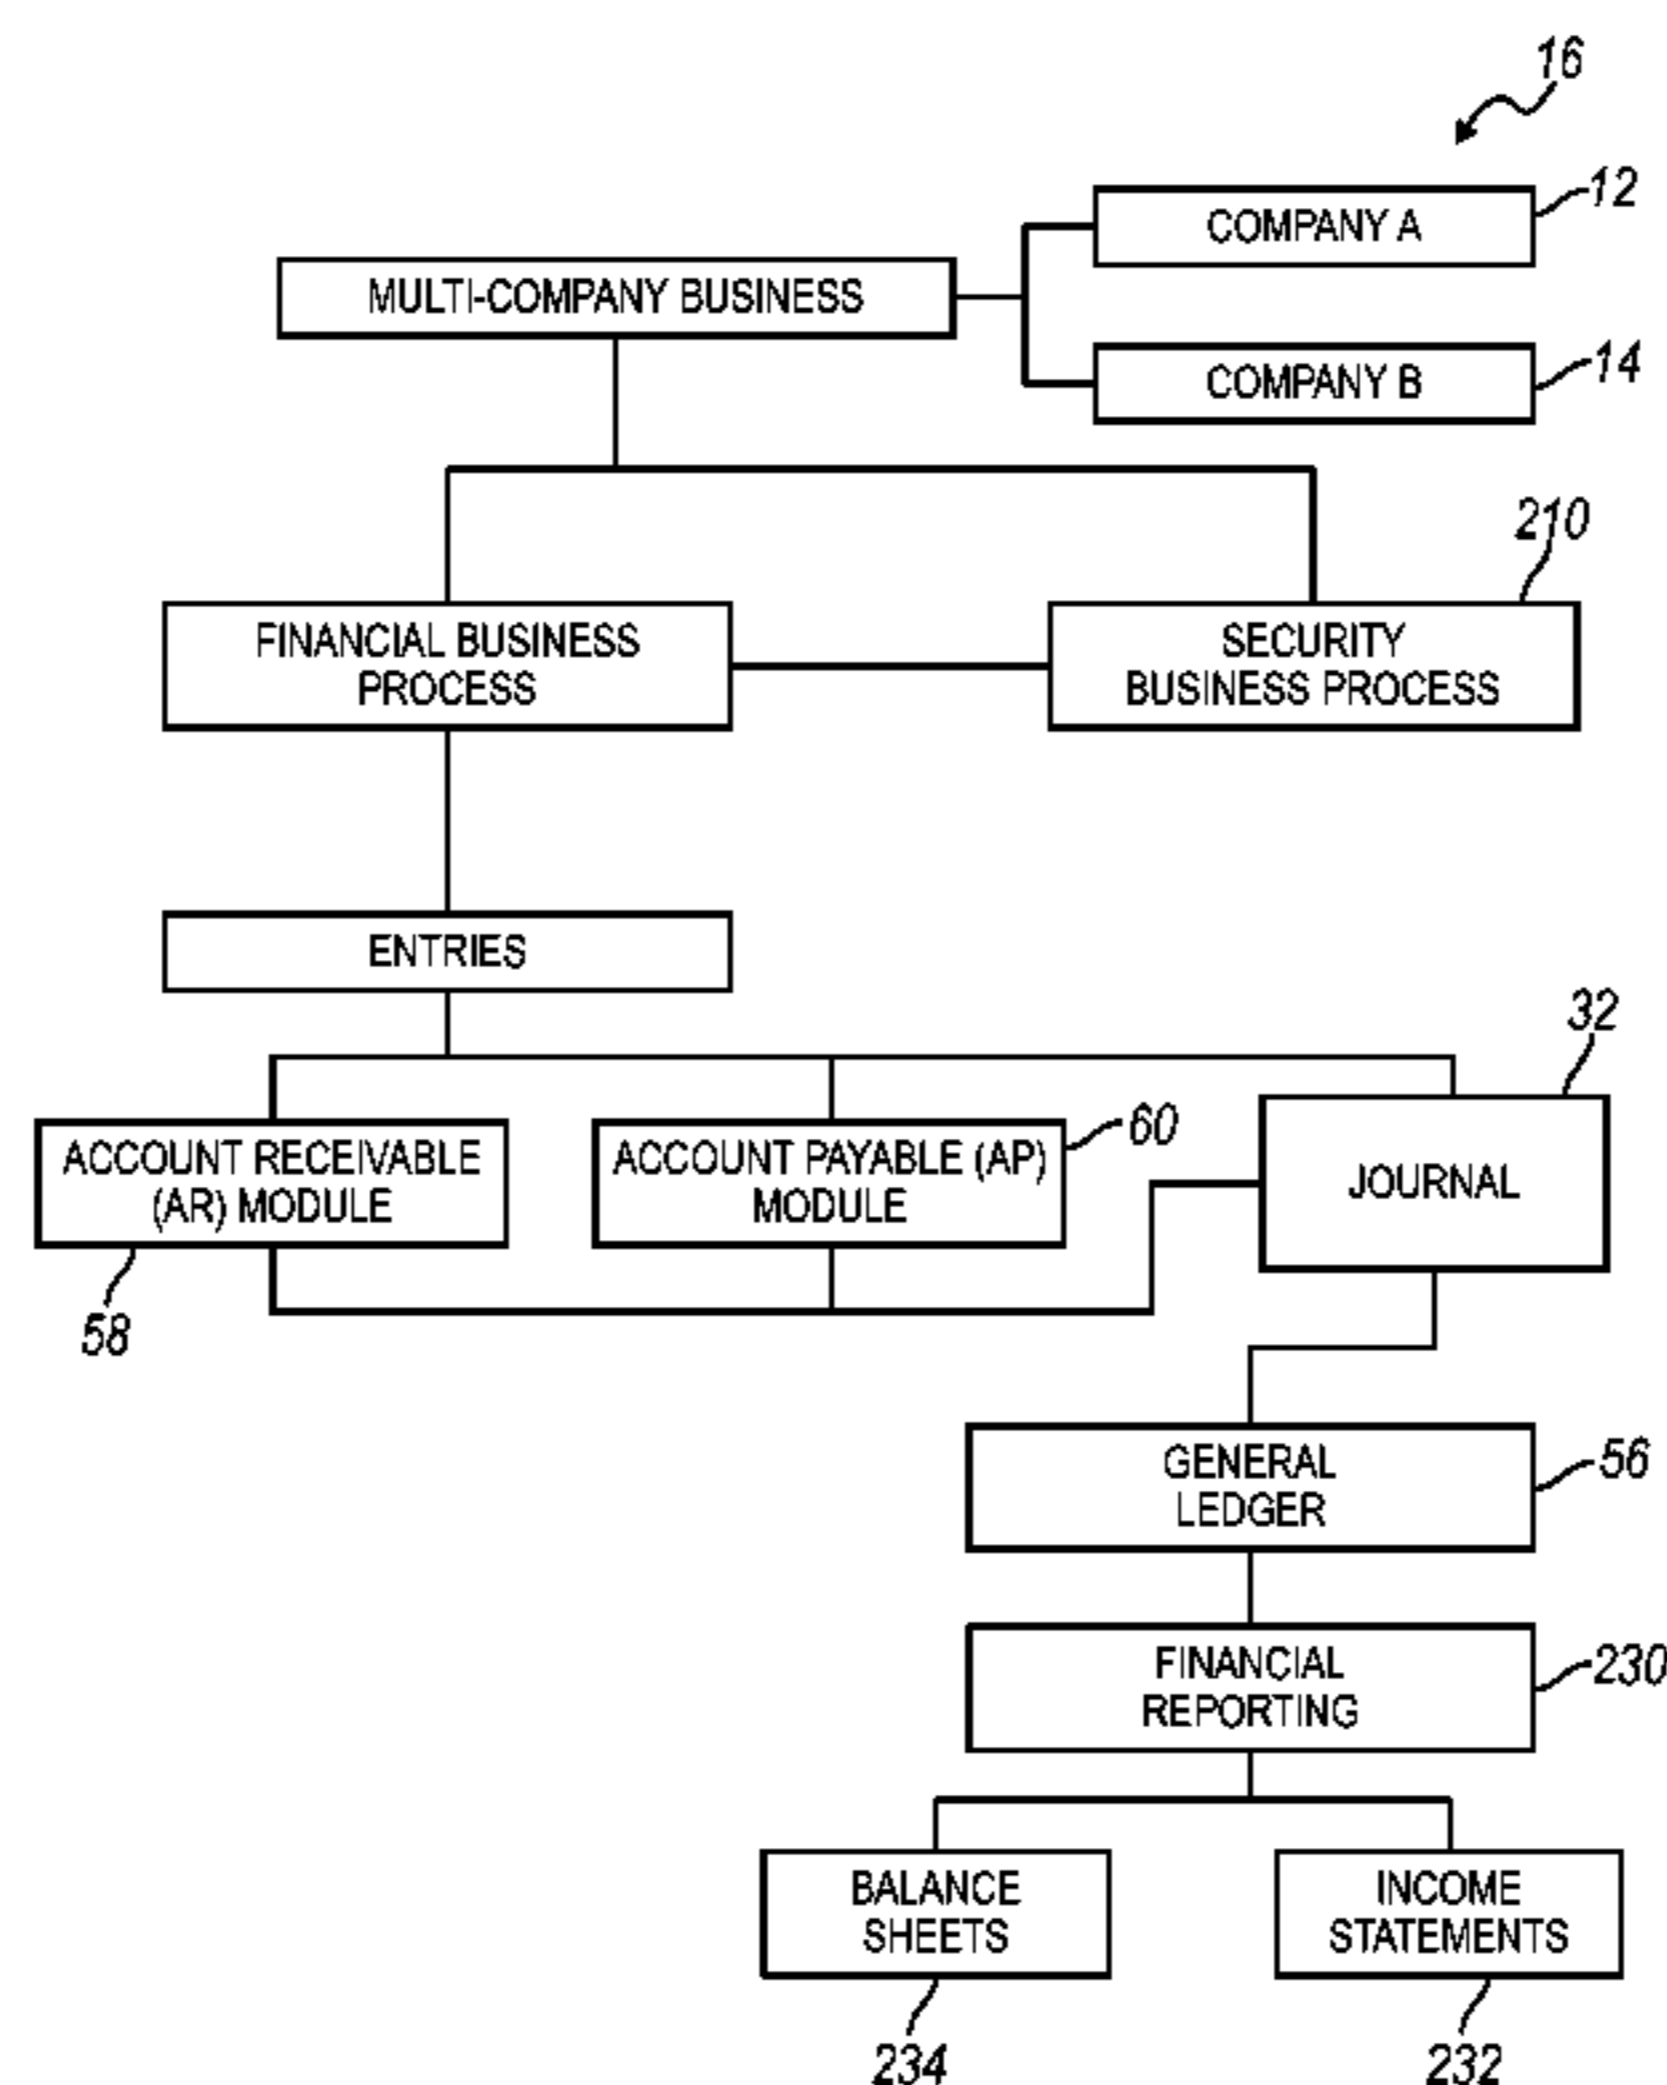 16
COMPANY A
12
MULTI-COMPANY BUSINESS
COMPANY B
14
210
FINANCIAL BUSINESS
PROCESS
SECURITY
BUSINESS PROCESS
ENTRIES
32
ACCOUNT RECEIVABLE
(AR) MODULE
58
ACCOUNT PAYABLE (AP)
MODULE
60
JOURNAL
GENERAL
LEDGER
56
FINANCIAL
REPORTING
230
BALANCE
SHEETS
234
INCOME
STATEMENTS
232